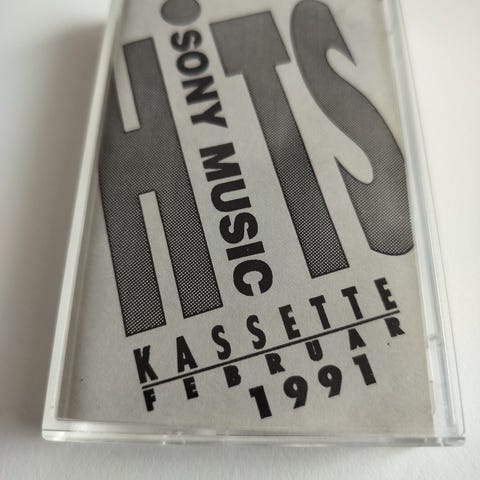 HITS
SONY MUSIC
KASSETTE
FEBRUAR
1991